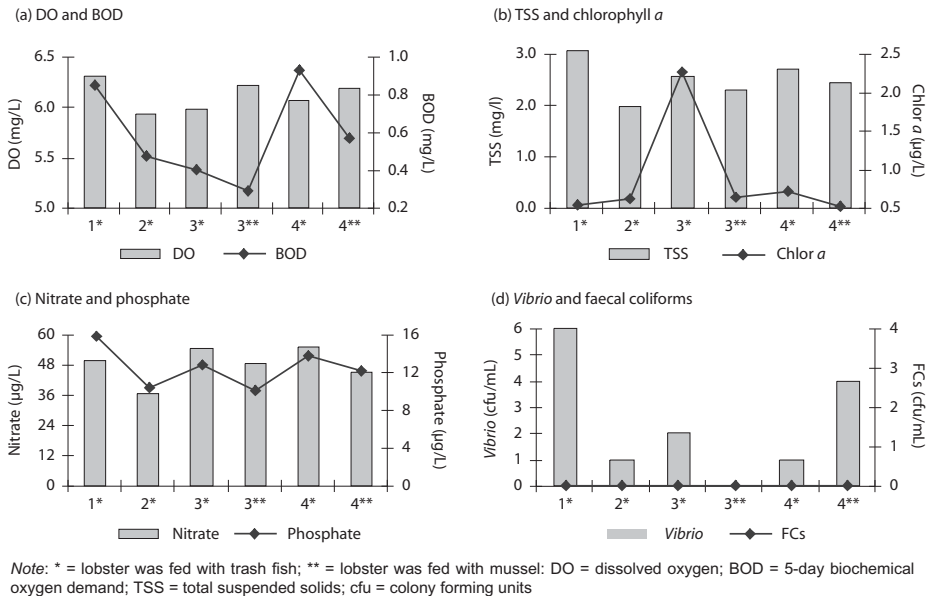 (a) DO and BOD
6.5
6.0
5.5
5.0
DO (mg/L)
1.0
0.8
0.6
0.4
0.2
BOD (mg/L)
1* 2* 3* 3** 4* 4**
DO BOD
(b) TSS and chlorophyll a
3.0
2.0
1.0
0.0
TSS (mg/l)
2.5
2.0
1.5
1.0
0.5
Chlor a (µg/L)
1* 2* 3* 3** 4* 4**
TSS Chlor a
(c) Nitrate and phosphate
60
48
36
24
12
0
Nitrate (µg/L)
16
12
8
4
0
Phosphate (µg/L)
1* 2* 3* 3** 4* 4**
Nitrate Phosphate
(d) Vibrio and faecal coliforms
6
5
4
3
2
1
0
Vibrio (cfu/mL)
4
3
2
1
0
FCs (cfu/mL)
1* 2* 3* 3** 4* 4**
Vibrio FCs
Note: * = lobster was fed with trash fish; ** = lobster was fed with mussel: DO = dissolved oxygen; BOD = 5-day biochemical
oxygen demand; TSS = total suspended solids; cfu = colony forming units